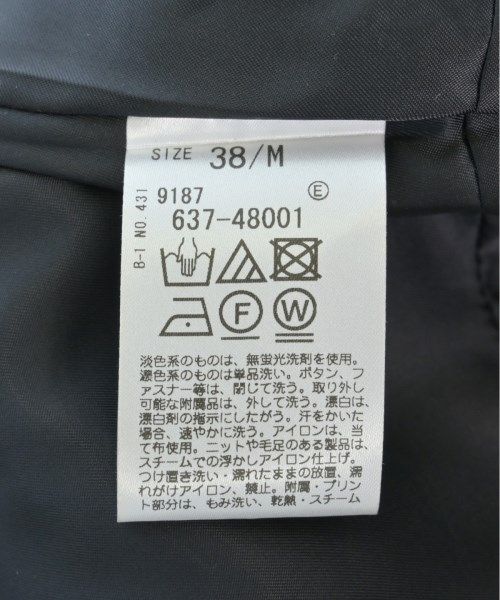 SIZE 38/M
B-1 NO. 431
9187 E
637-48001
F W
淡色系のものは、無蛍光洗剤を使用。
濃色系のものは単品洗い。ボタン、フ
ァスナー等は、閉じて洗う。取り外し
可能な附属品は、外して洗う。漂白は、
漂白剤の指示にしたがう。汗をかいた
場合、速やかに洗う。アイロンは、当
て布使用。ニットや毛足のある製品は、
スチームでの浮かしアイロン仕上げ。
つけ置き洗い・濡れたままの放置、濡
れがけアイロン、禁止。附属・プリン
ト部分は、もみ洗い、乾熱・スチーム